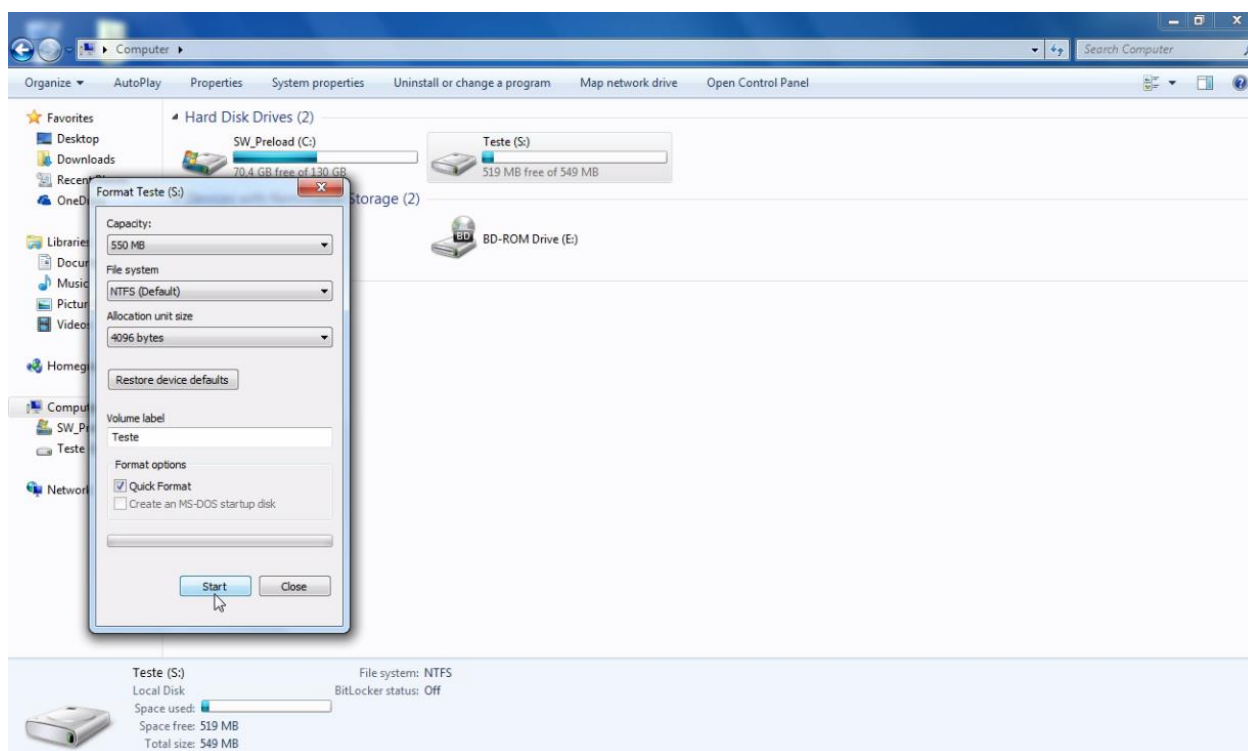 Computer
Search Computer
Organize AutoPlay Properties System properties Uninstall or change a program Map network drive Open Control Panel
Favorites
Desktop
Downloads
Recent
Libraries
Music
Network
Hard Disk Drives (2)
SW_Preload (C:)
70.4 GB free of 130 GB
Teste (S:)
519 MB free of 549 MB
Storage (2)
BD
BD-ROM Drive (E:)
SW_P
Teste
Format Teste (S:)
Capacity:
550 MB
File system
NTFS (Default)
Allocation unit size
4096 bytes
Restore device defaults
Volume label
Teste
Format options
Quick Format
Create an MS-DOS startup disk
Start Close
Teste (S:) File system: NTFS
Local Disk BitLocker status: Off
Space used:
Space free: 519 MB
Total size: 549 MB